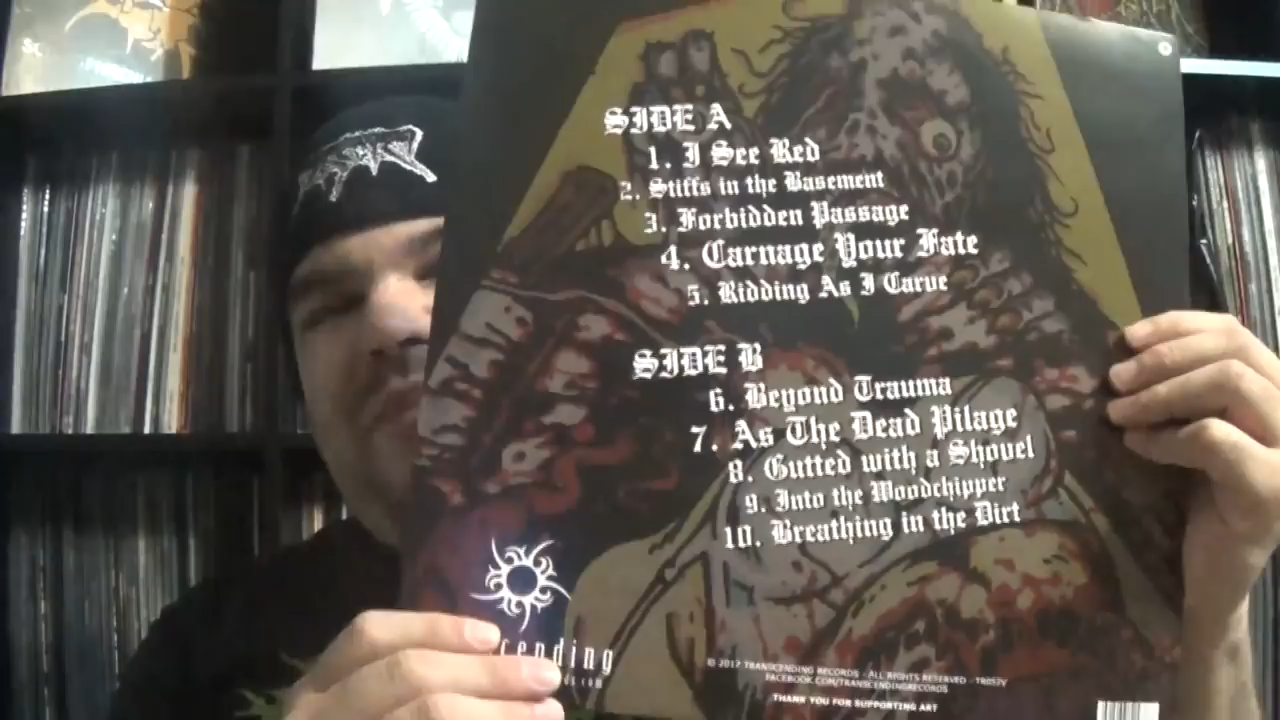 SIDE A
1. I See Red
2. Stiffs in the Basement
3. Forbidden Passage
4. Carnage Your Fate
5. Ridding As I Carve
SIDE B
6. Beyond Trauma
7. As The Dead Pilage
8. Gutted with a Shovel
9. Into the Woodchipper
10. Breathing in the Dirt
cending
© 2017 TRANSCENDING RECORDS - ALL RIGHTS RESERVED - TR057V
FACEBOOK.COM/TRANSCENDINGRECORDS
THANK YOU FOR SUPPORTING ART